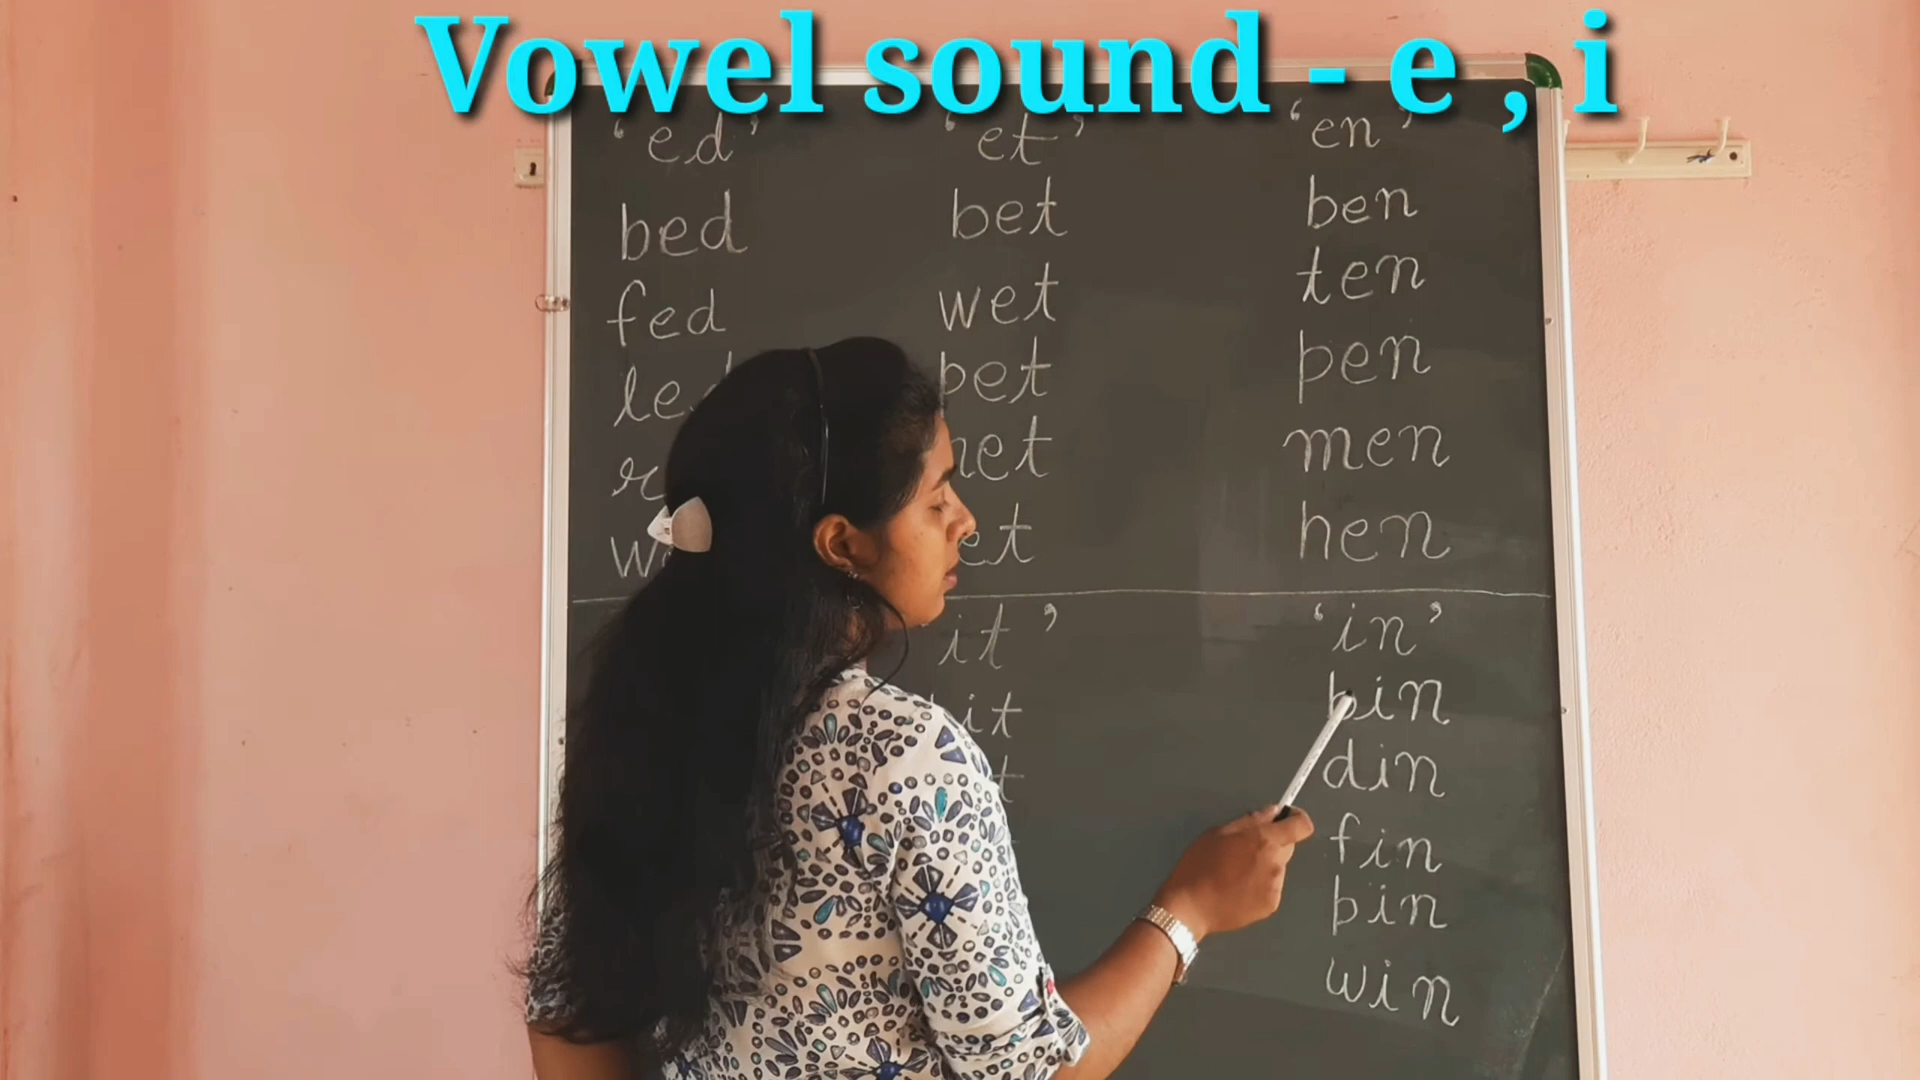 Vowel sound - e , i
'ed' 'et' 'en'
bed bet ben
fed wet ten
pet pen
men
hen
it' 'in'
bin
din
fin
pin
win